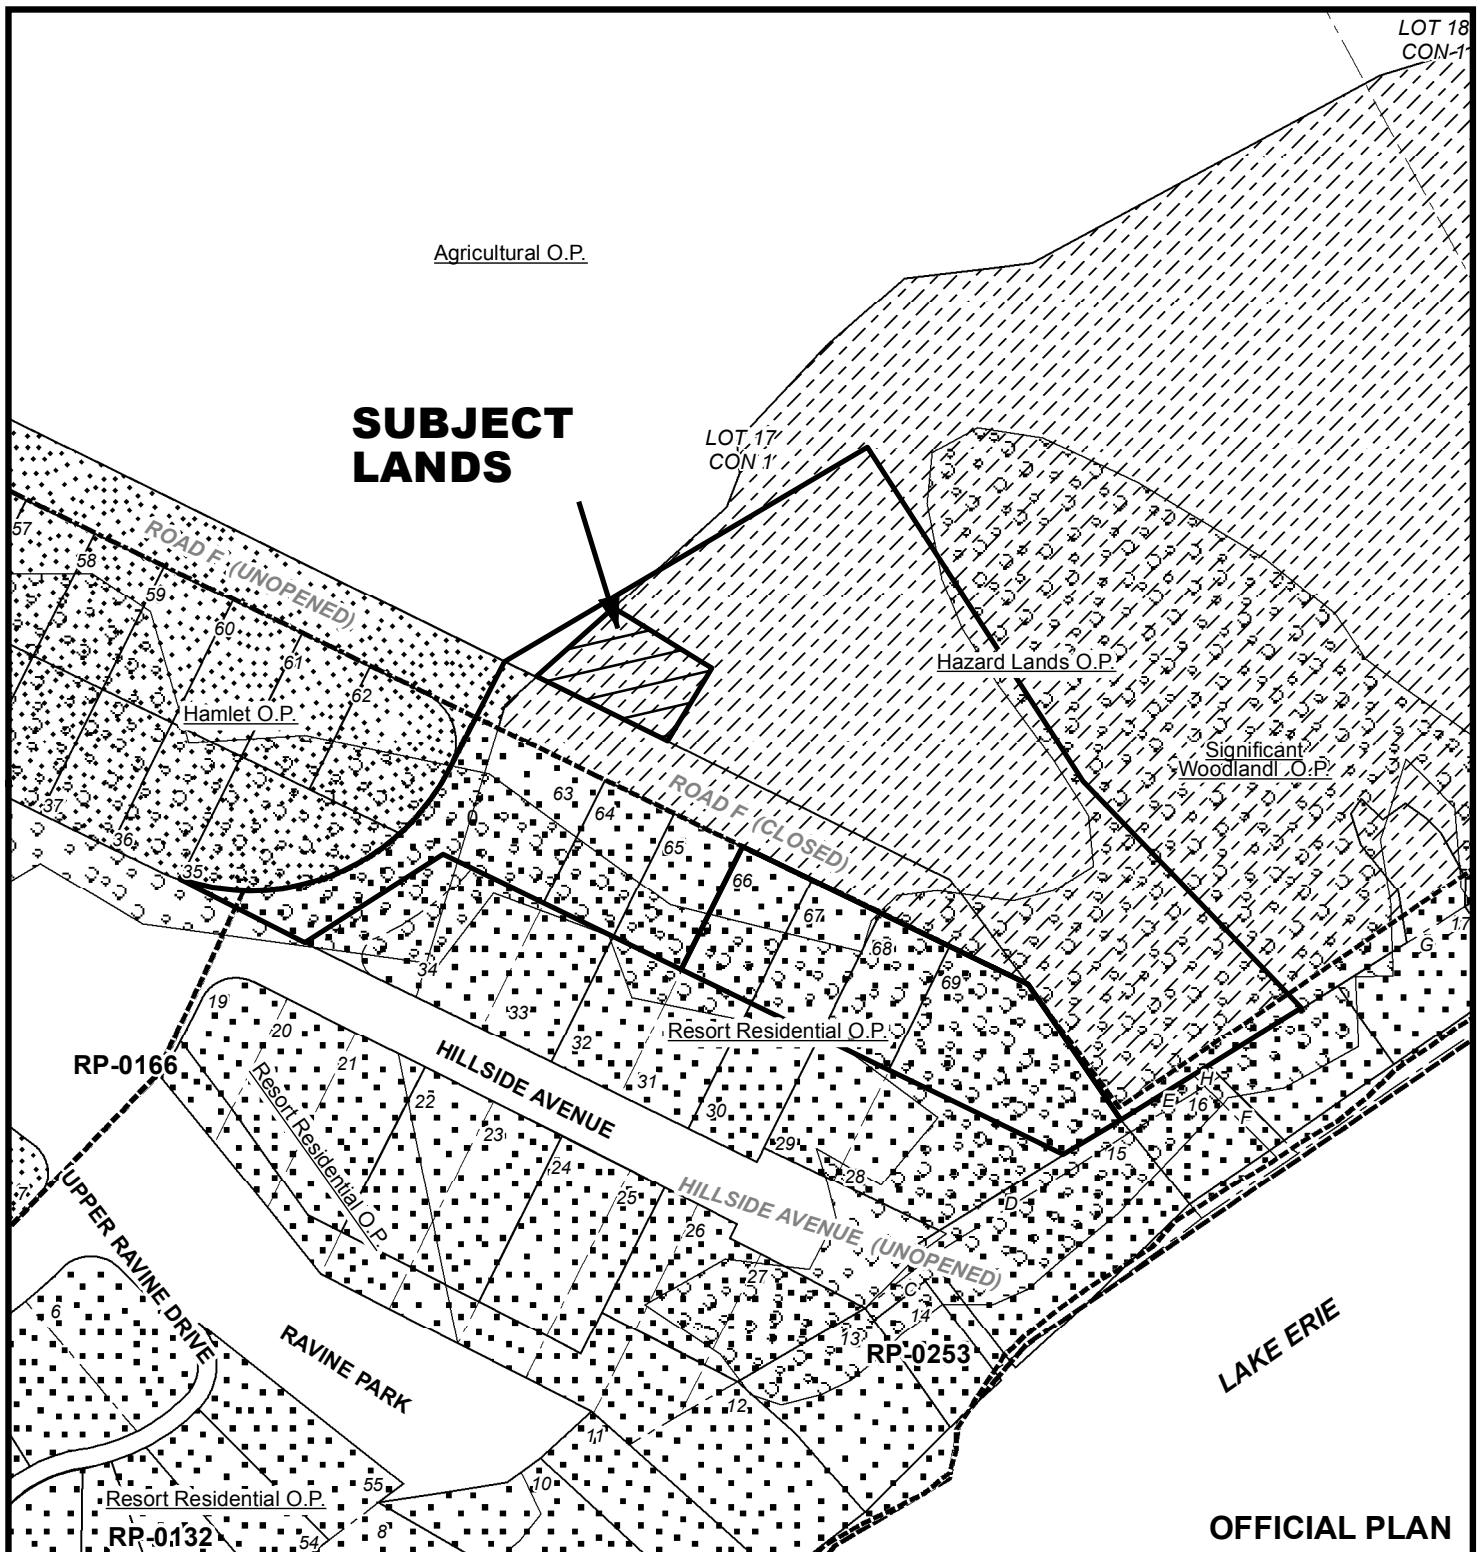 LOT 18
CON 1
Agricultural O.P.
SUBJECT
LANDS
LOT 17
CON 1
57
58
59
60
61
62
ROAD F (UNOPENED)
Hamlet O.P.
Hazard Lands O.P.
Significant
Woodlandl .O.P.
37
36
35
0
63
64
65
66
67
68
69
ROAD F (CLOSED)
34
33
32
31
30
29
28
Resort Residential O.P.
17
G
H
E
16
F
15
D
19
20
21
22
23
24
25
26
27
RP-0166
HILLSIDE AVENUE
HILLSIDE AVENUE (UNOPENED)
Resort Residential O.P.
7
UPPER RAVINE DRIVE
C
14
13
RP-0253
6
RAVINE PARK
LAKE ERIE
12
11
10
55
Resort Residential O.P.
RP-0132
54
8
OFFICIAL PLAN